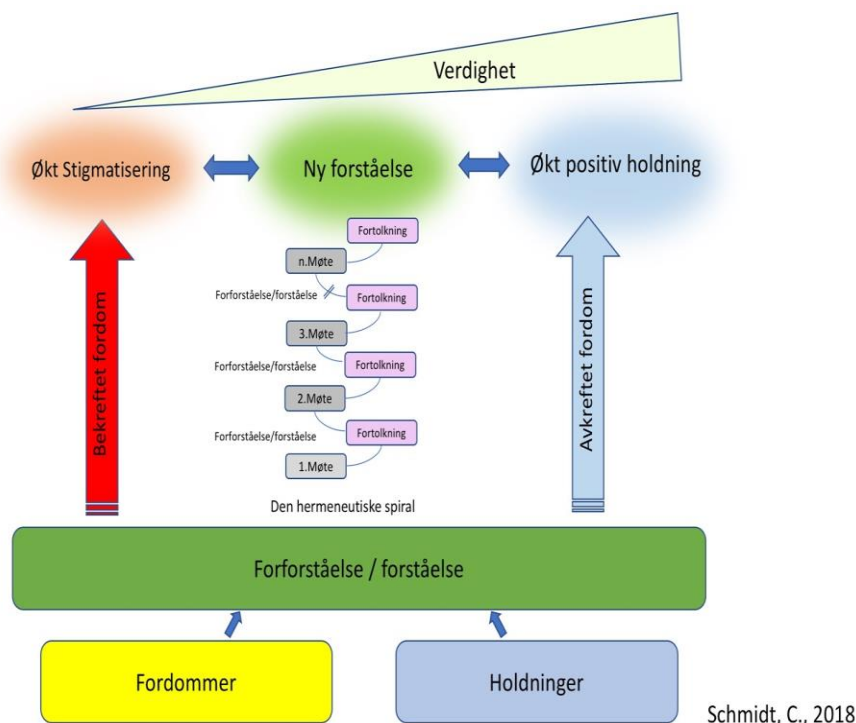 Verdighet
Økt Stigmatisering
Ny forståelse
Økt positiv holdning
Bekreftet fordom
Fortolkning
n.Møte
Forforståelse/forståelse
Fortolkning
3.Møte
Forforståelse/forståelse
Fortolkning
2.Møte
Forforståelse/forståelse
Fortolkning
1.Møte
Den hermeneutiske spiral
Avkreftet fordom
Forforståelse / forståelse
Fordommer
Holdninger
Schmidt, C., 2018